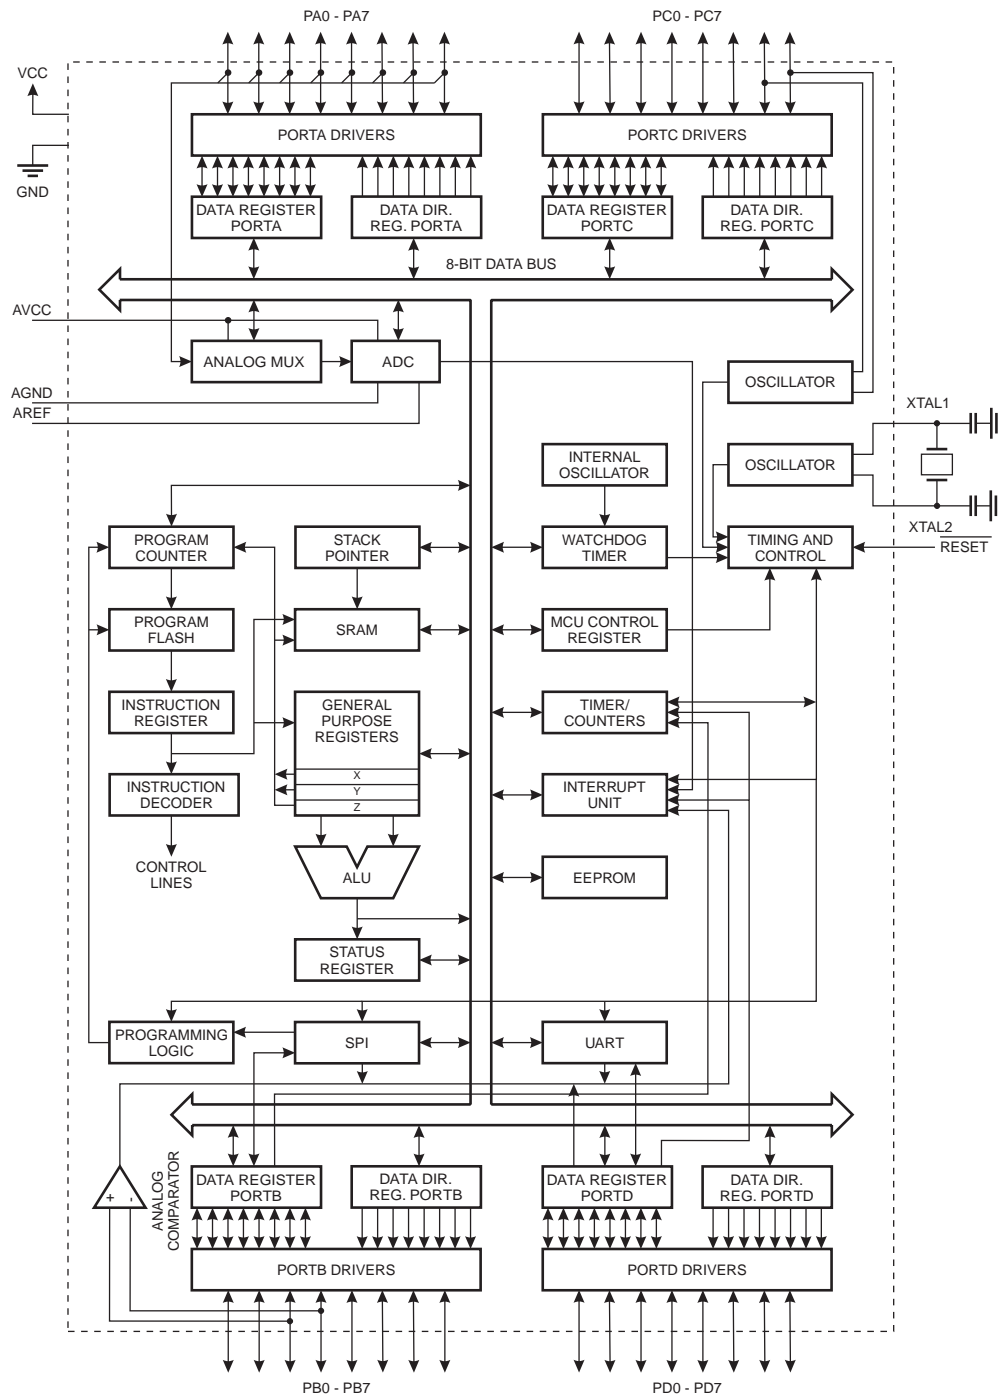 PA0 - PA7
PC0 - PC7
VCC
GND
PORTA DRIVERS
PORTC DRIVERS
DATA REGISTER
PORTA
DATA DIR.
REG. PORTA
DATA REGISTER
PORTC
DATA DIR.
REG. PORTC
8-BIT DATA BUS
AVCC
ANALOG MUX
ADC
AGND
AREF
OSCILLATOR
XTAL1
INTERNAL
OSCILLATOR
OSCILLATOR
XTAL2
PROGRAM
COUNTER
STACK
POINTER
WATCHDOG
TIMER
TIMING AND
CONTROL
RESET
PROGRAM
FLASH
SRAM
MCU CONTROL
REGISTER
INSTRUCTION
REGISTER
GENERAL
PURPOSE
REGISTERS
X
Y
Z
TIMER/
COUNTERS
INSTRUCTION
DECODER
INTERRUPT
UNIT
CONTROL
LINES
ALU
EEPROM
STATUS
REGISTER
PROGRAMMING
LOGIC
SPI
UART
ANALOG
COMPARATOR
+
-
DATA REGISTER
PORTB
DATA DIR.
REG. PORTB
DATA REGISTER
PORTD
DATA DIR.
REG. PORTD
PORTB DRIVERS
PORTD DRIVERS
PB0 - PB7
PD0 - PD7